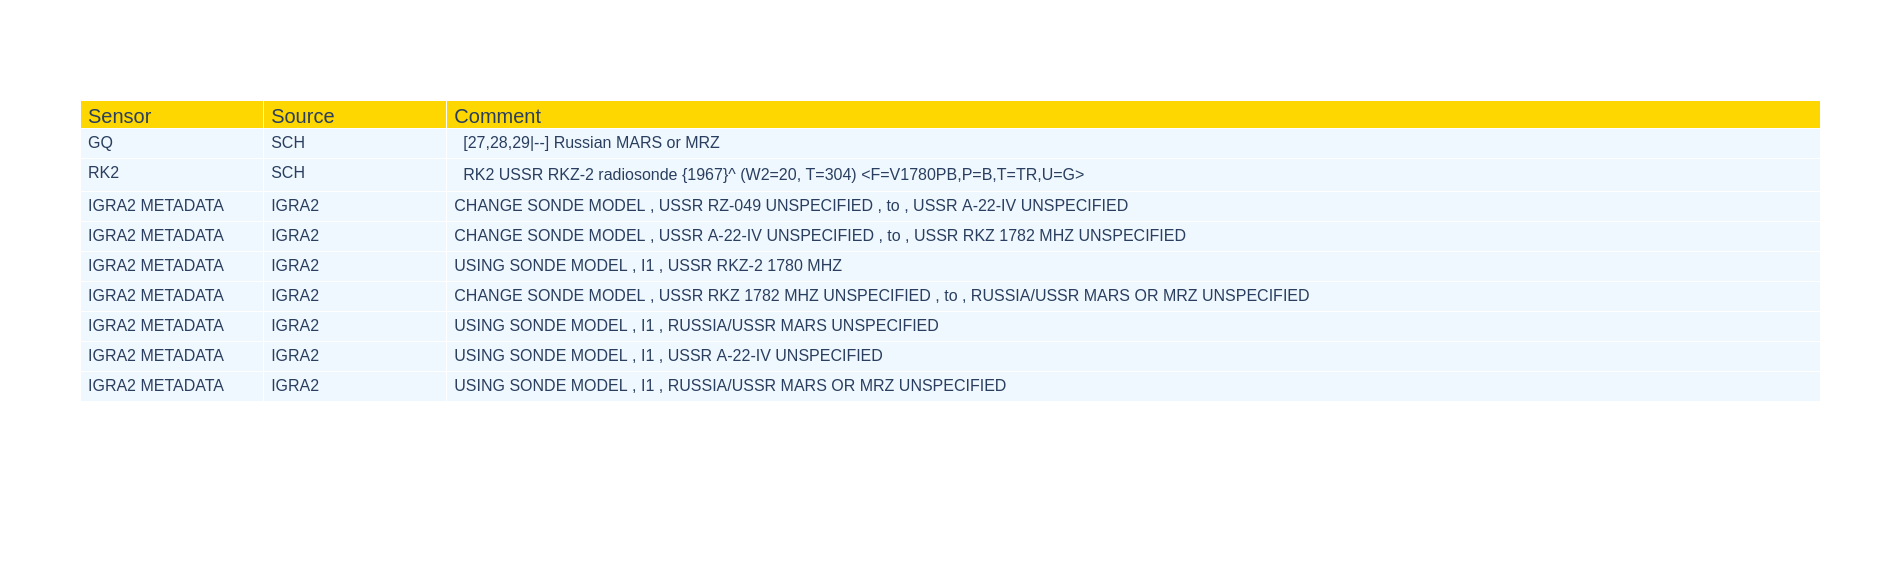 Sensor Source Comment
GQ SCH [27,28,29|--] Russian MARS or MRZ
RK2 SCH RK2 USSR RKZ-2 radiosonde {1967}^ (W2=20, T=304) <F=V1780PB,P=B,T=TR,U=G>
IGRA2 METADATA IGRA2 CHANGE SONDE MODEL , USSR RZ-049 UNSPECIFIED , to , USSR A-22-IV UNSPECIFIED
IGRA2 METADATA IGRA2 CHANGE SONDE MODEL , USSR A-22-IV UNSPECIFIED , to , USSR RKZ 1782 MHZ UNSPECIFIED
IGRA2 METADATA IGRA2 USING SONDE MODEL , I1 , USSR RKZ-2 1780 MHZ
IGRA2 METADATA IGRA2 CHANGE SONDE MODEL , USSR RKZ 1782 MHZ UNSPECIFIED , to , RUSSIA/USSR MARS OR MRZ UNSPECIFIED
IGRA2 METADATA IGRA2 USING SONDE MODEL , I1 , RUSSIA/USSR MARS UNSPECIFIED
IGRA2 METADATA IGRA2 USING SONDE MODEL , I1 , USSR A-22-IV UNSPECIFIED
IGRA2 METADATA IGRA2 USING SONDE MODEL , I1 , RUSSIA/USSR MARS OR MRZ UNSPECIFIED